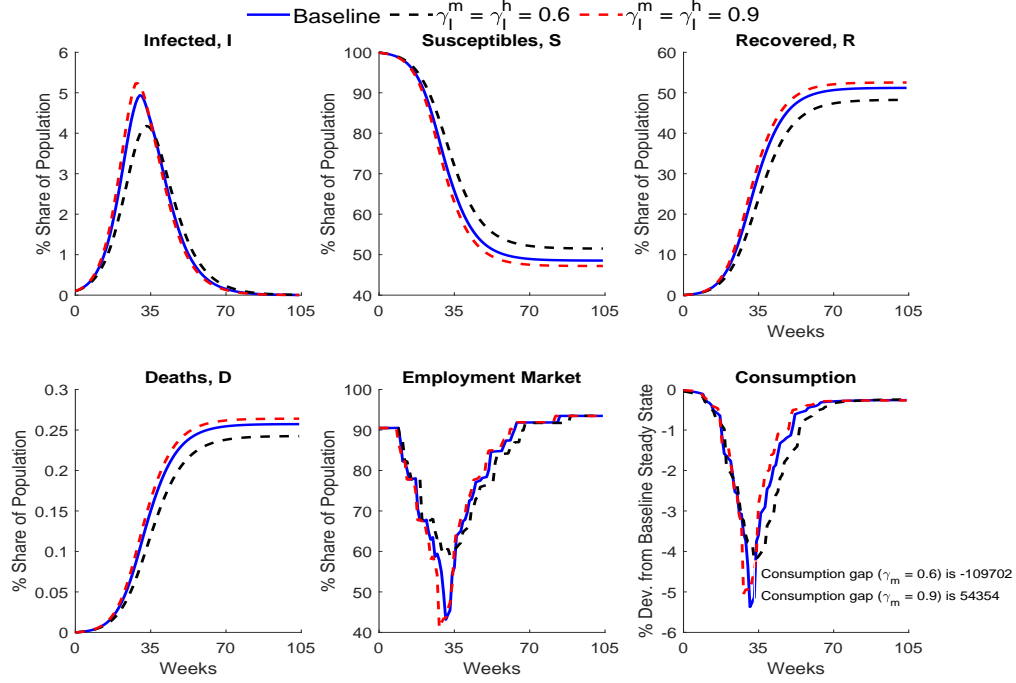 Baseline γ_I^m = γ_I^h = 0.6 γ_I^m = γ_I^h = 0.9
Infected, I
Susceptibles, S
Recovered, R
% Share of Population
6
5
4
3
2
1
0
0 35 70 105
% Share of Population
100
90
80
70
60
50
40
0 35 70 105
% Share of Population
60
50
40
30
20
10
0
0 35 70 105
Weeks
Deaths, D
Employment Market
Consumption
% Share of Population
0.3
0.25
0.2
0.15
0.1
0.05
0
0 35 70 105
Weeks
% Share of Population
100
90
80
70
60
50
40
0 35 70 105
Weeks
% Dev. from Baseline Steady State
0
-1
-2
-3
-4
-5
-6
Consumption gap (γ_m = 0.6) is -109702
Consumption gap (γ_m = 0.9) is 54354
0 35 70 105
Weeks